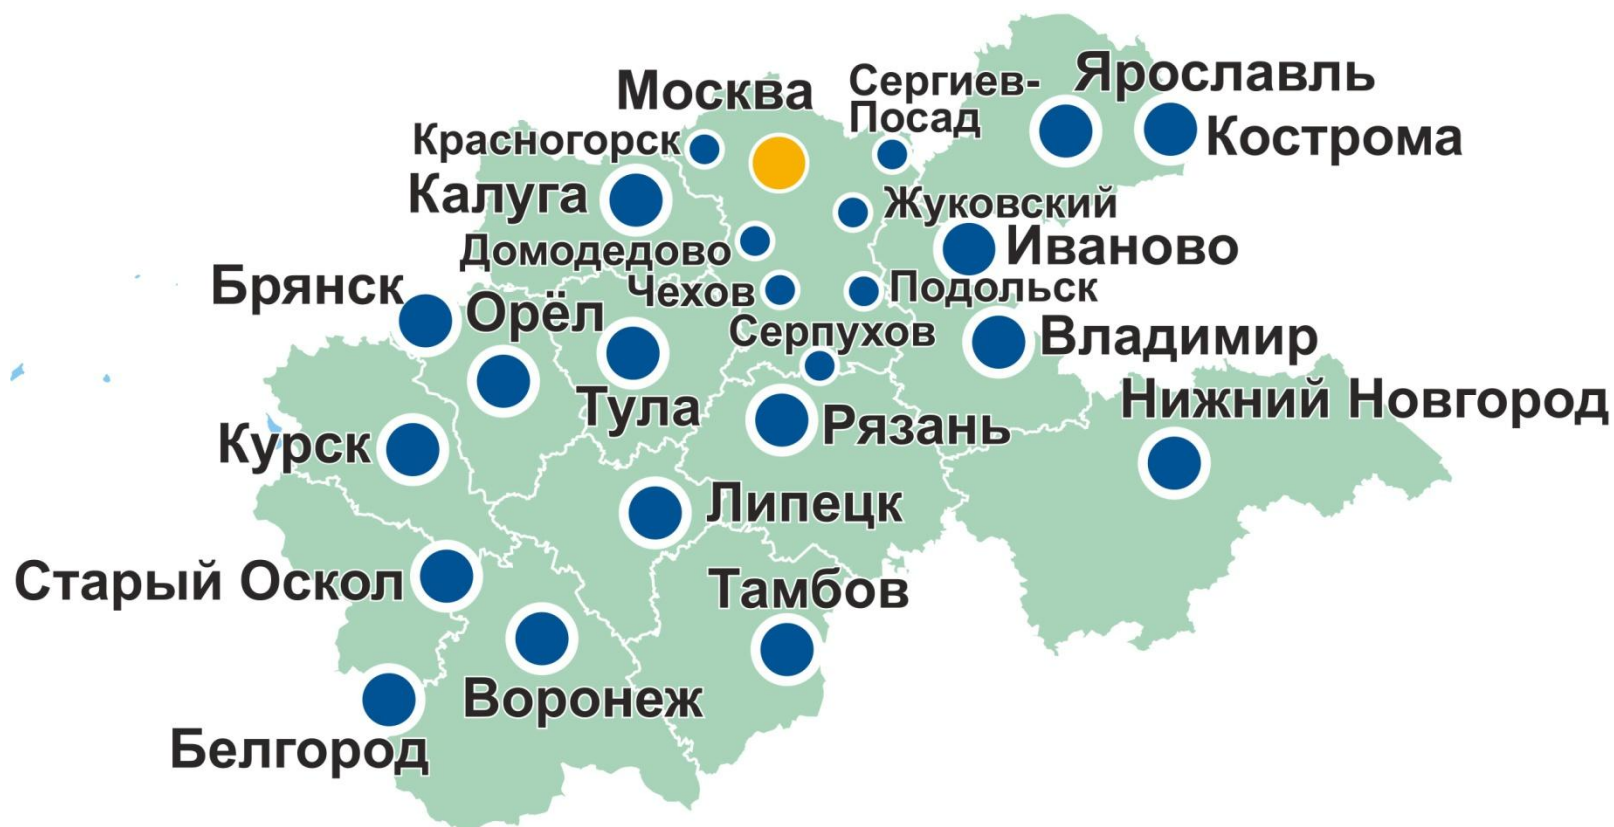 Москва
Сергиев-
Посад
Ярославль
Кострома
Красногорск
Калуга
Жуковский
Иваново
Домодедово
Брянск
Орёл
Чехов
Подольск
Серпухов
Владимир
Тула
Нижний Новгород
Курск
Рязань
Липецк
Старый Оскол
Тамбов
Воронеж
Белгород